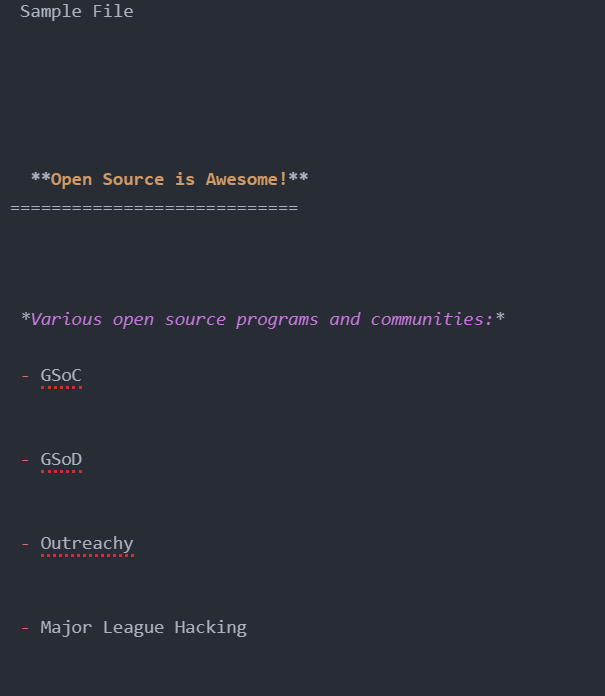 Sample File
**Open Source is Awesome!**
============================
*Various open source programs and communities:*
- GSoC
- GSoD
- Outreachy
- Major League Hacking